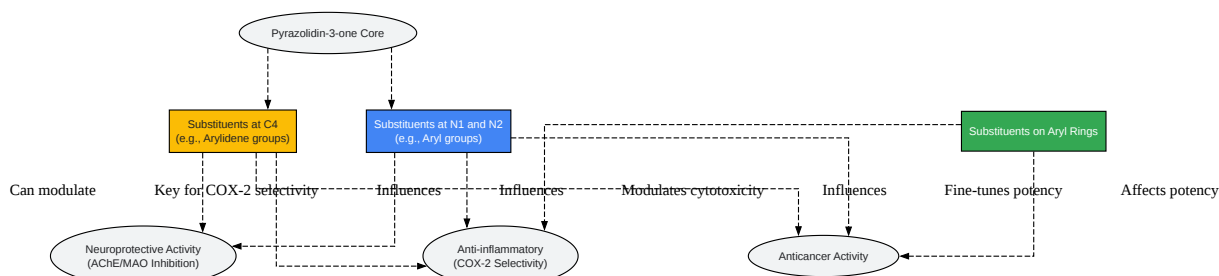 Pyrazolidin-3-one Core
Substituents at C4
(e.g., Arylidene groups)
Substituents at N1 and N2
(e.g., Aryl groups)
Substituents on Aryl Rings
Can modulate
Key for COX-2 selectivity
Influences
Influences
Modulates cytotoxicity
Influences
Fine-tunes potency
Affects potency
Neuroprotective Activity
(AChE/MAO Inhibition)
Anti-inflammatory
(COX-2 Selectivity)
Anticancer Activity